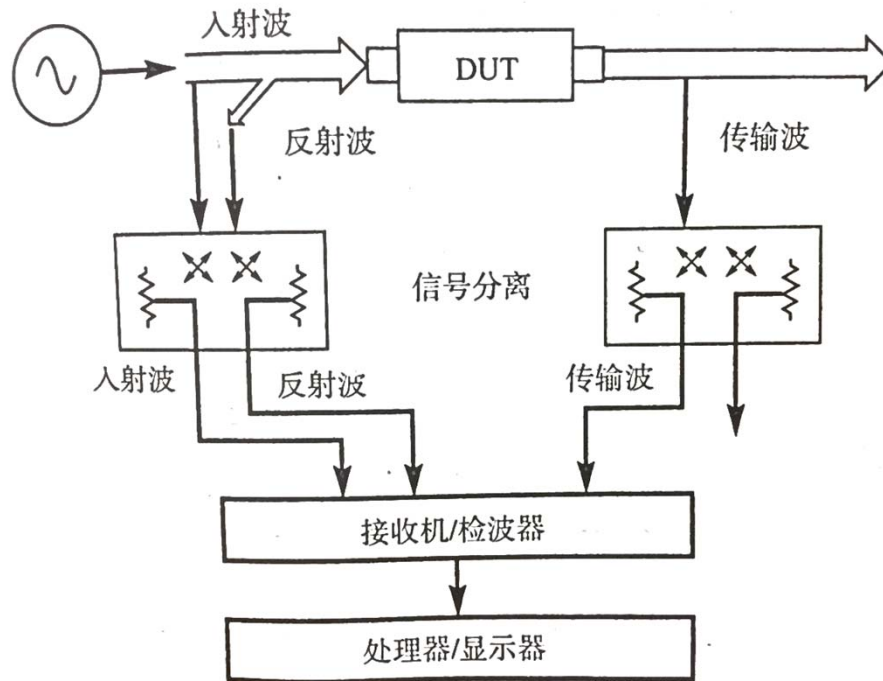 入射波
DUT
反射波
传输波
信号分离
入射波
反射波
传输波
接收机/检波器
处理器/显示器